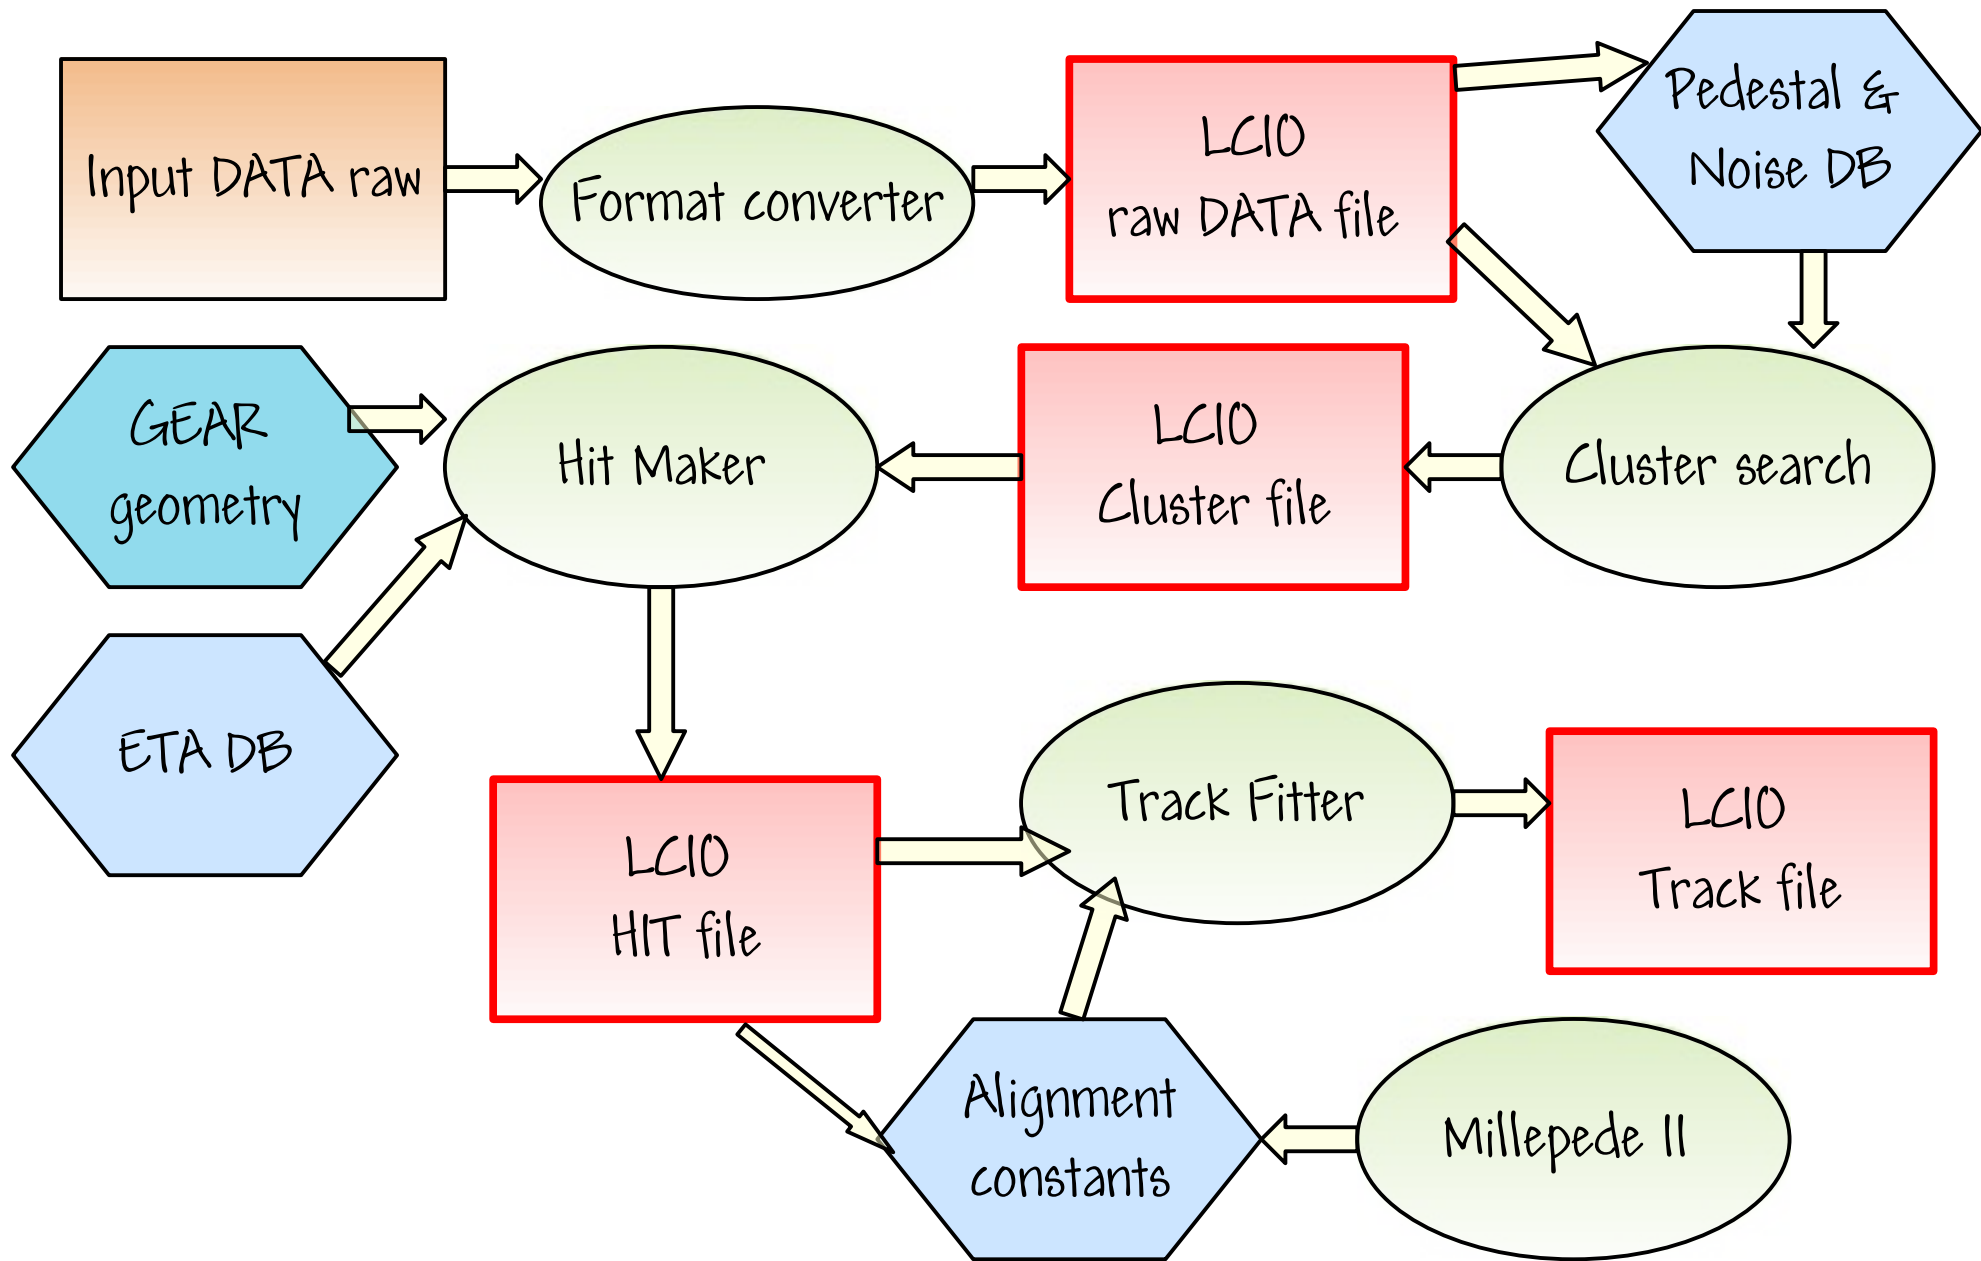 Input DATA raw
Format converter
LCIO
raw DATA file
Pedestal &
Noise DB
GEAR
geometry
Hit Maker
LCIO
Cluster file
Cluster search
ETA DB
LCIO
HIT file
Track Fitter
LCIO
Track file
Alignment
constants
Millepede II